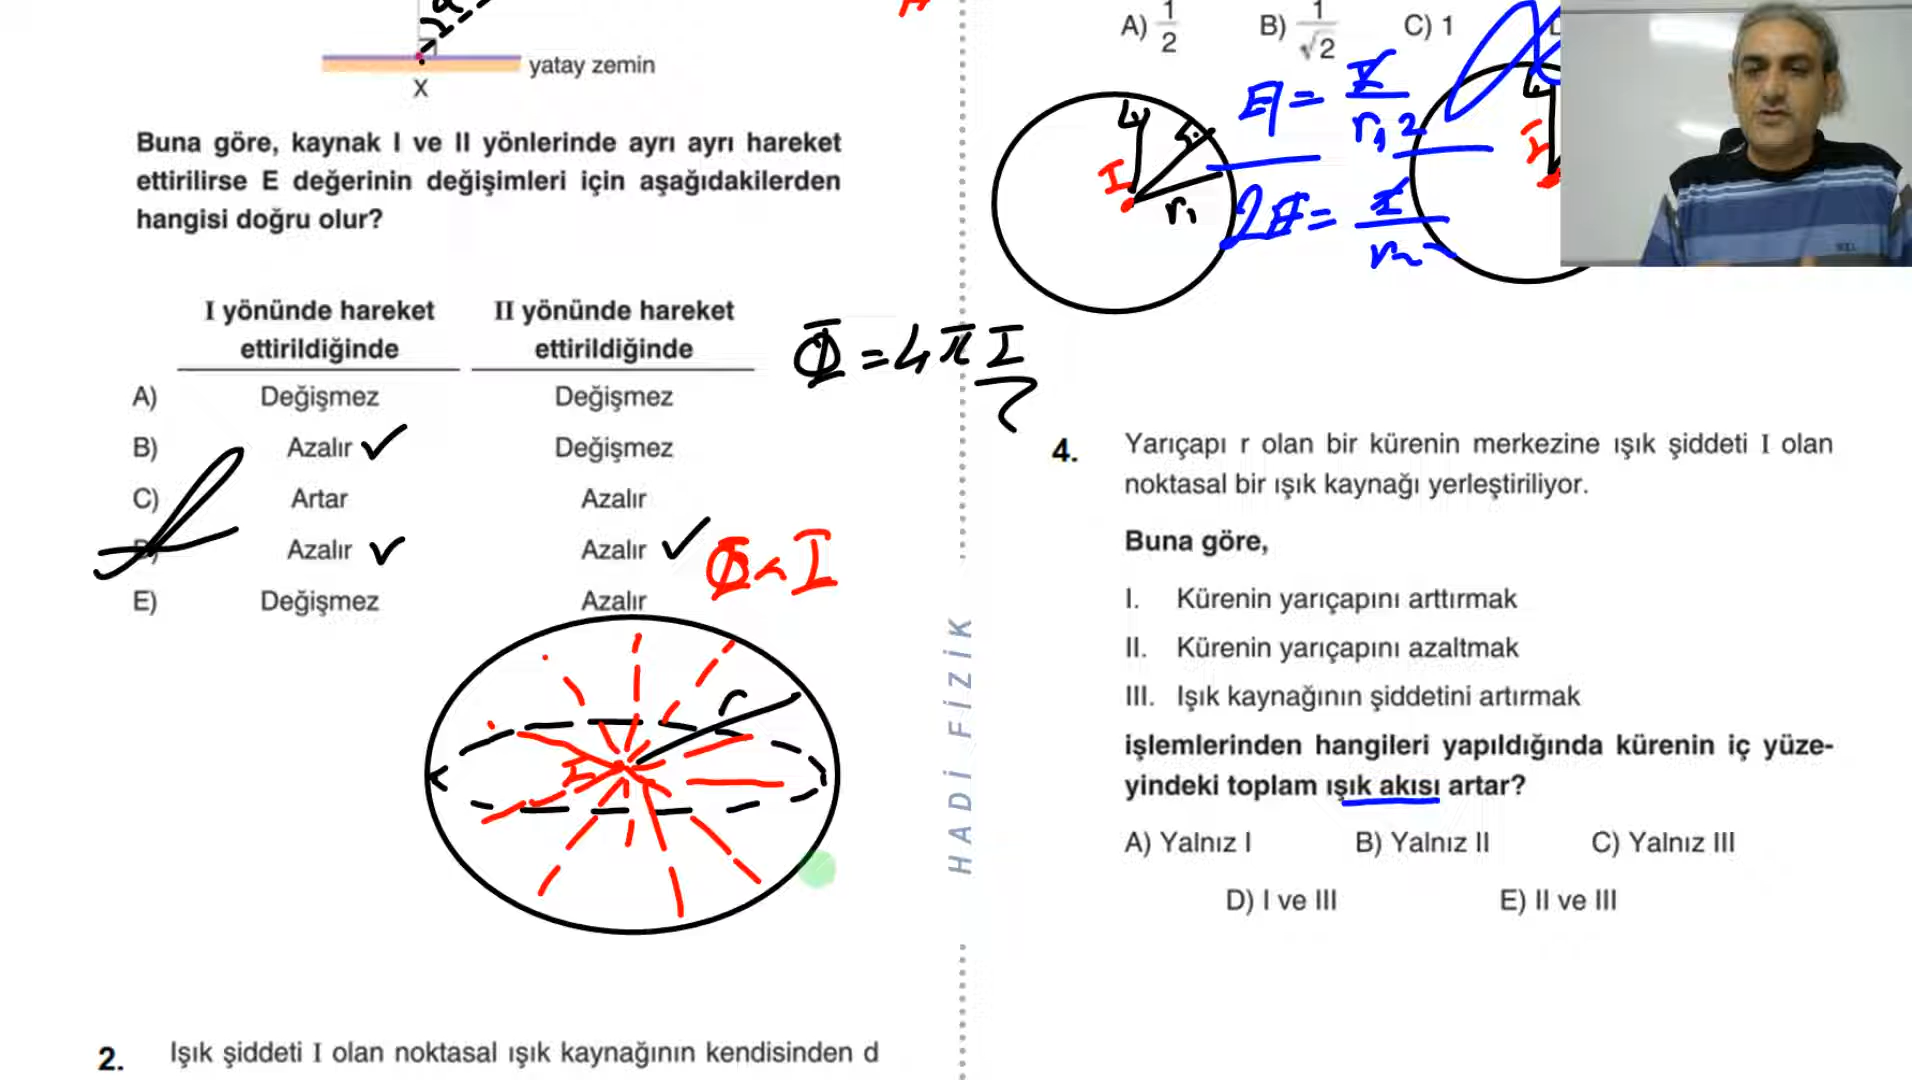 yatay zemin
X
Buna göre, kaynak I ve II yönlerinde ayrı ayrı hareket
ettirilirse E değerinin değişimleri için aşağıdakilerden
hangisi doğru olur?
I yönünde hareket ettirildiğinde
II yönünde hareket ettirildiğinde
A) Değişmez Değişmez
B) Azalır Değişmez
C) Artar Azalır
D) Azalır Azalır
E) Değişmez Azalır
Φ = 4πI
Φ ∝ I
r
I
2. Işık şiddeti I olan noktasal ışık kaynağının kendisinden d
HADİ FİZİK
A) 1/2 B) 1/√2 C) 1
I
r₁
E = I/r₁²
2E = I/r₂²
I
4. Yarıçapı r olan bir kürenin merkezine ışık şiddeti I olan
noktasal bir ışık kaynağı yerleştiriliyor.
Buna göre,
I. Kürenin yarıçapını arttırmak
II. Kürenin yarıçapını azaltmak
III. Işık kaynağının şiddetini artırmak
işlemlerinden hangileri yapıldığında kürenin iç yüze-
yindeki toplam ışık akısı artar?
A) Yalnız I B) Yalnız II C) Yalnız III
D) I ve III E) II ve III